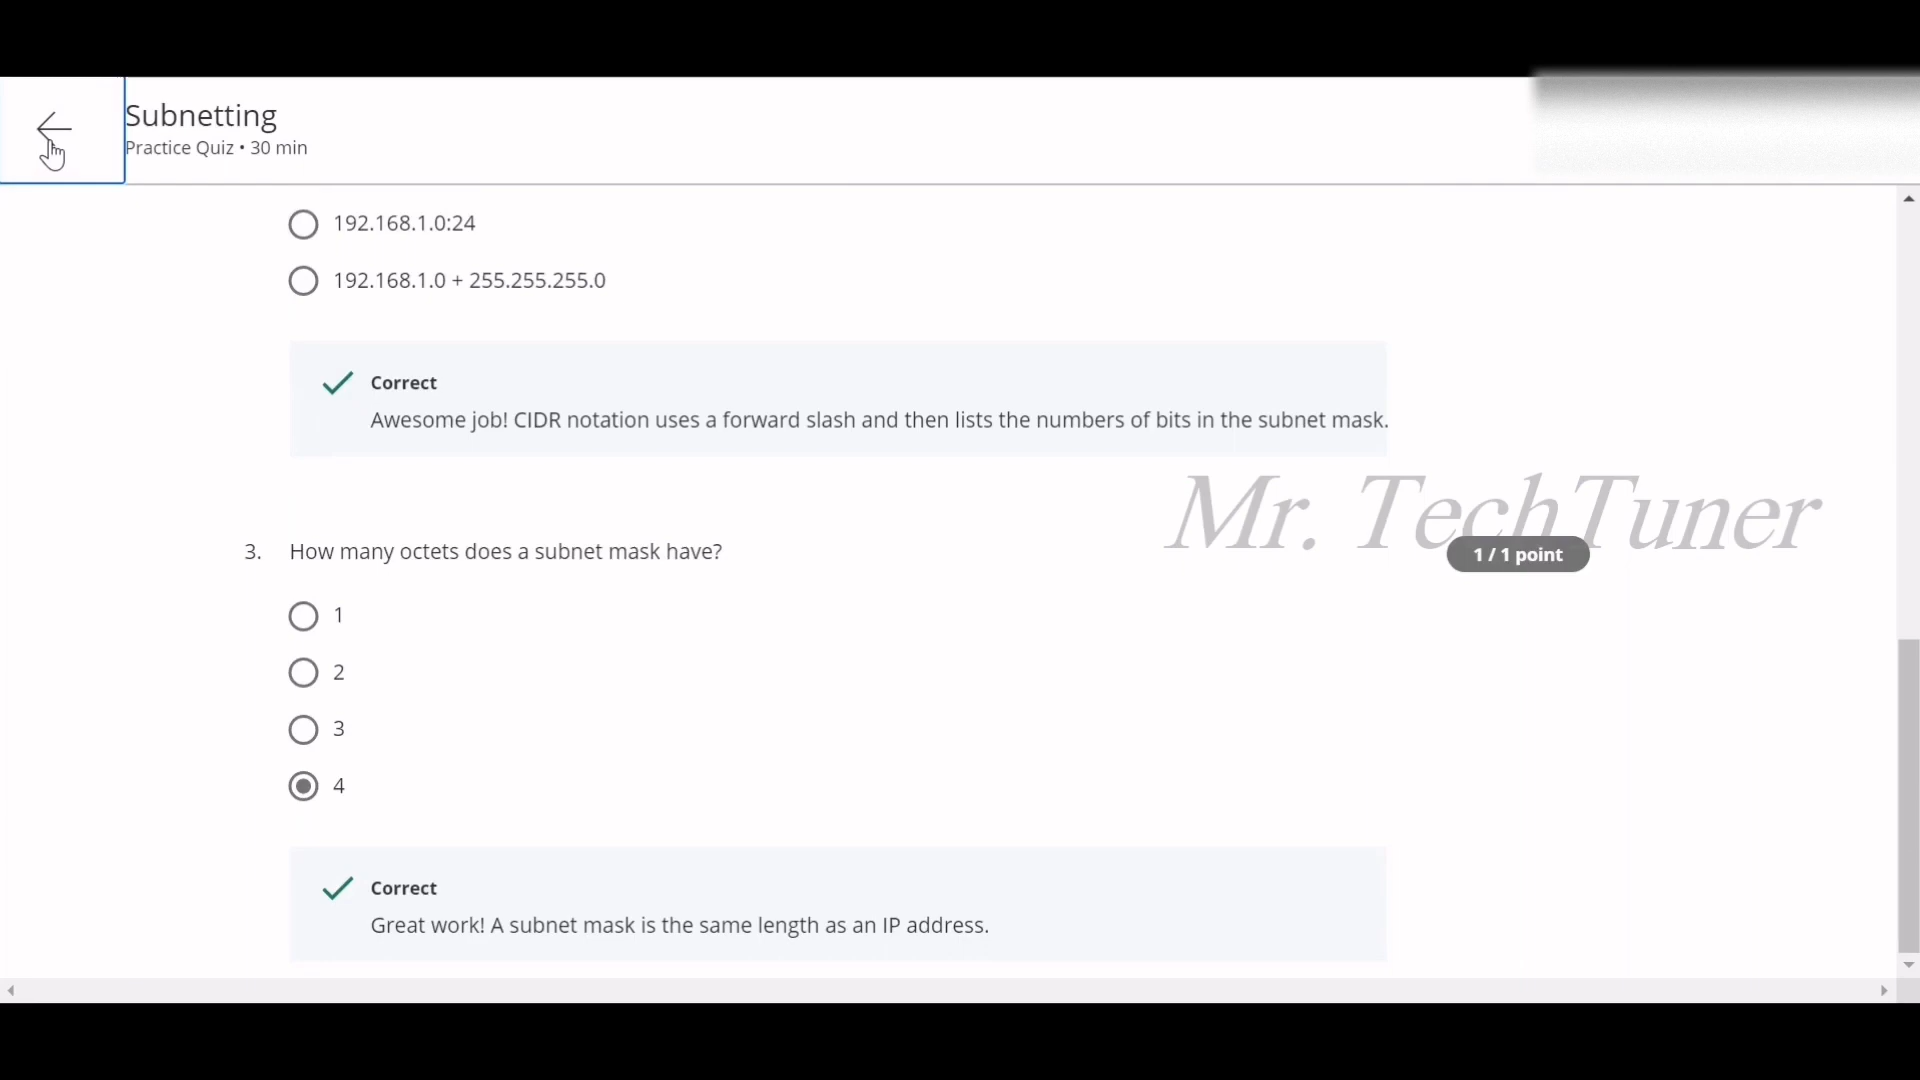 Subnetting
Practice Quiz • 30 min
192.168.1.0:24
192.168.1.0 + 255.255.255.0
Correct
Awesome job! CIDR notation uses a forward slash and then lists the numbers of bits in the subnet mask.
Mr. TechTuner
3. How many octets does a subnet mask have?
1 / 1 point
1
2
3
4
Correct
Great work! A subnet mask is the same length as an IP address.